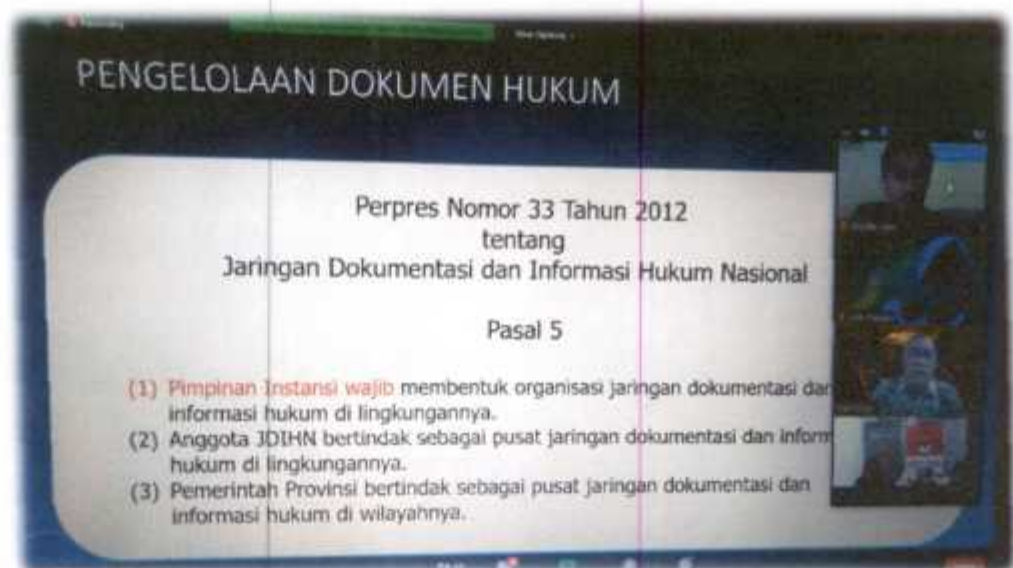 PENGELOLAAN DOKUMEN HUKUM
Perpres Nomor 33 Tahun 2012
tentang
Jaringan Dokumentasi dan Informasi Hukum Nasional
Pasal 5
(1) Pimpinan Instansi wajib membentuk organisasi jaringan dokumentasi dan
informasi hukum di lingkungannya.
(2) Anggota JDIHN bertindak sebagai pusat jaringan dokumentasi dan inform
hukum di lingkungannya.
(3) Pemerintah Provinsi bertindak sebagai pusat jaringan dokumentasi dan
informasi hukum di wilayahnya.